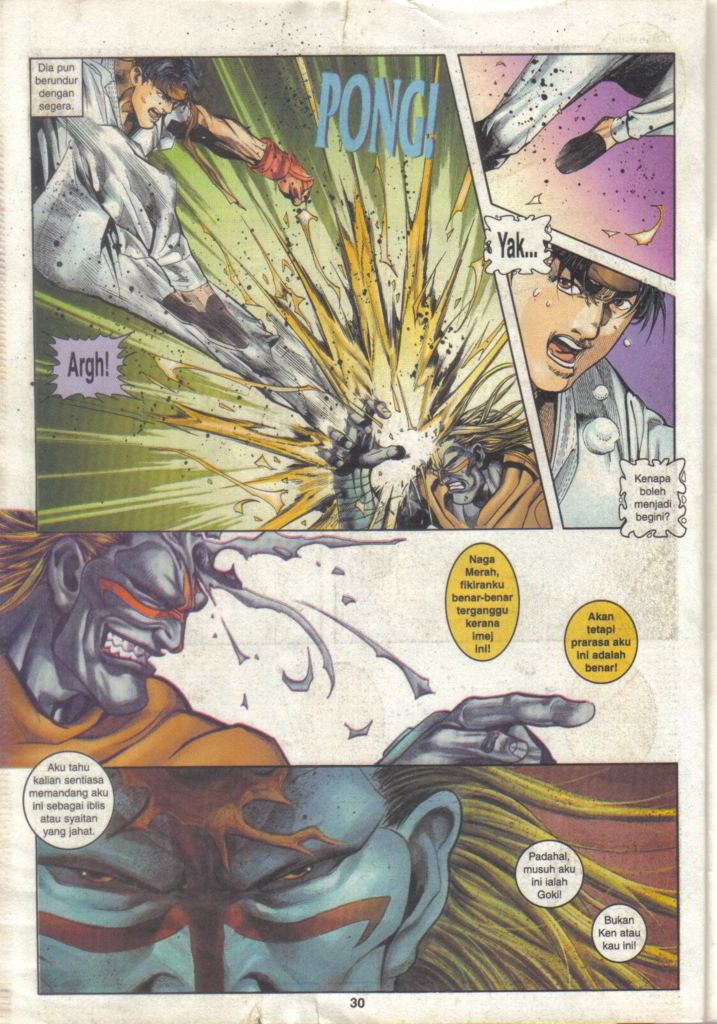 Dia pun
berundur
dengan
segera.
PONG!
Argh!
Yak...
Kenapa
boleh
menjadi
begini?
Naga
Merah,
fikiranku
benar-benar
terganggu
kerana
imej
ini!
Akan
tetapi
prarasa aku
ini adalah
benar!
Aku tahu
kalian sentiasa
memandang aku
ini sebagai iblis
atau syaitan
yang jahat.
Padahal,
musuh aku
ini ialah
Goki!
Bukan
Ken atau
kau ini!
30